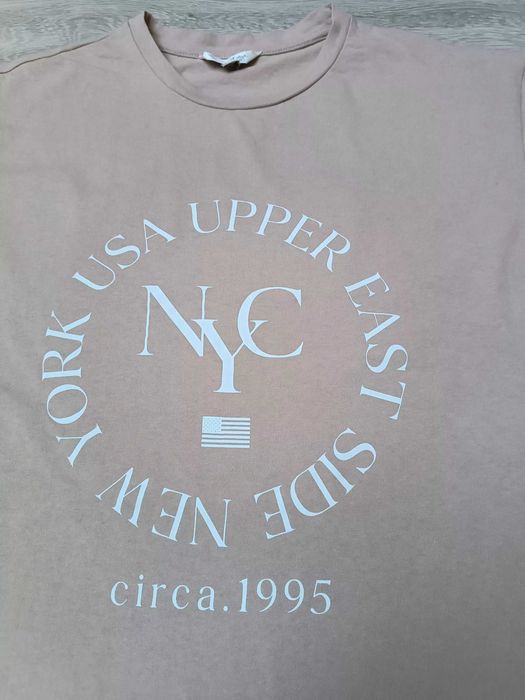 UPPER EAST SIDE NEW YORK USA
NYC
circa.1995